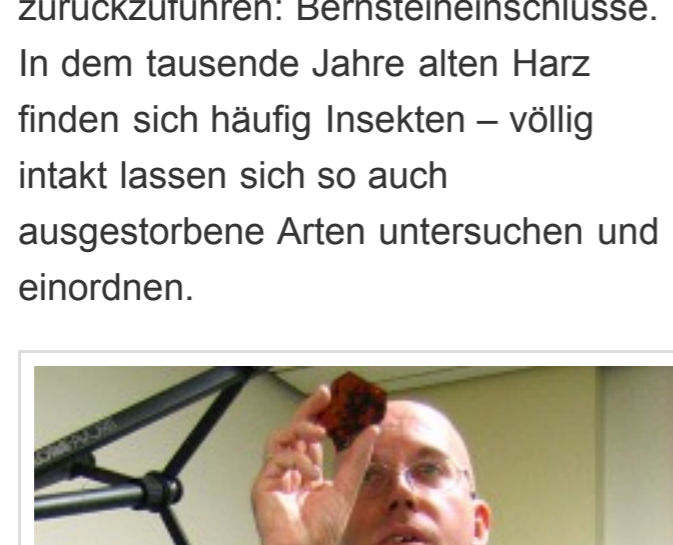 zurückzuführen: Bernsteineinschlüsse.
In dem tausende Jahre alten Harz
finden sich häufig Insekten – völlig
intakt lassen sich so auch
ausgestorbene Arten untersuchen und
einordnen.